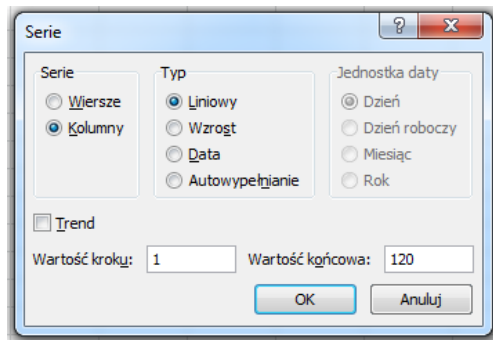 Serie
Serie
Wiersze
Kolumny
Typ
Liniowy
Wzrost
Data
Autowypełnianie
Jednostka daty
Dzień
Dzień roboczy
Miesiąc
Rok
Trend
Wartość kroku: 1 Wartość końcowa: 120
OK Anuluj